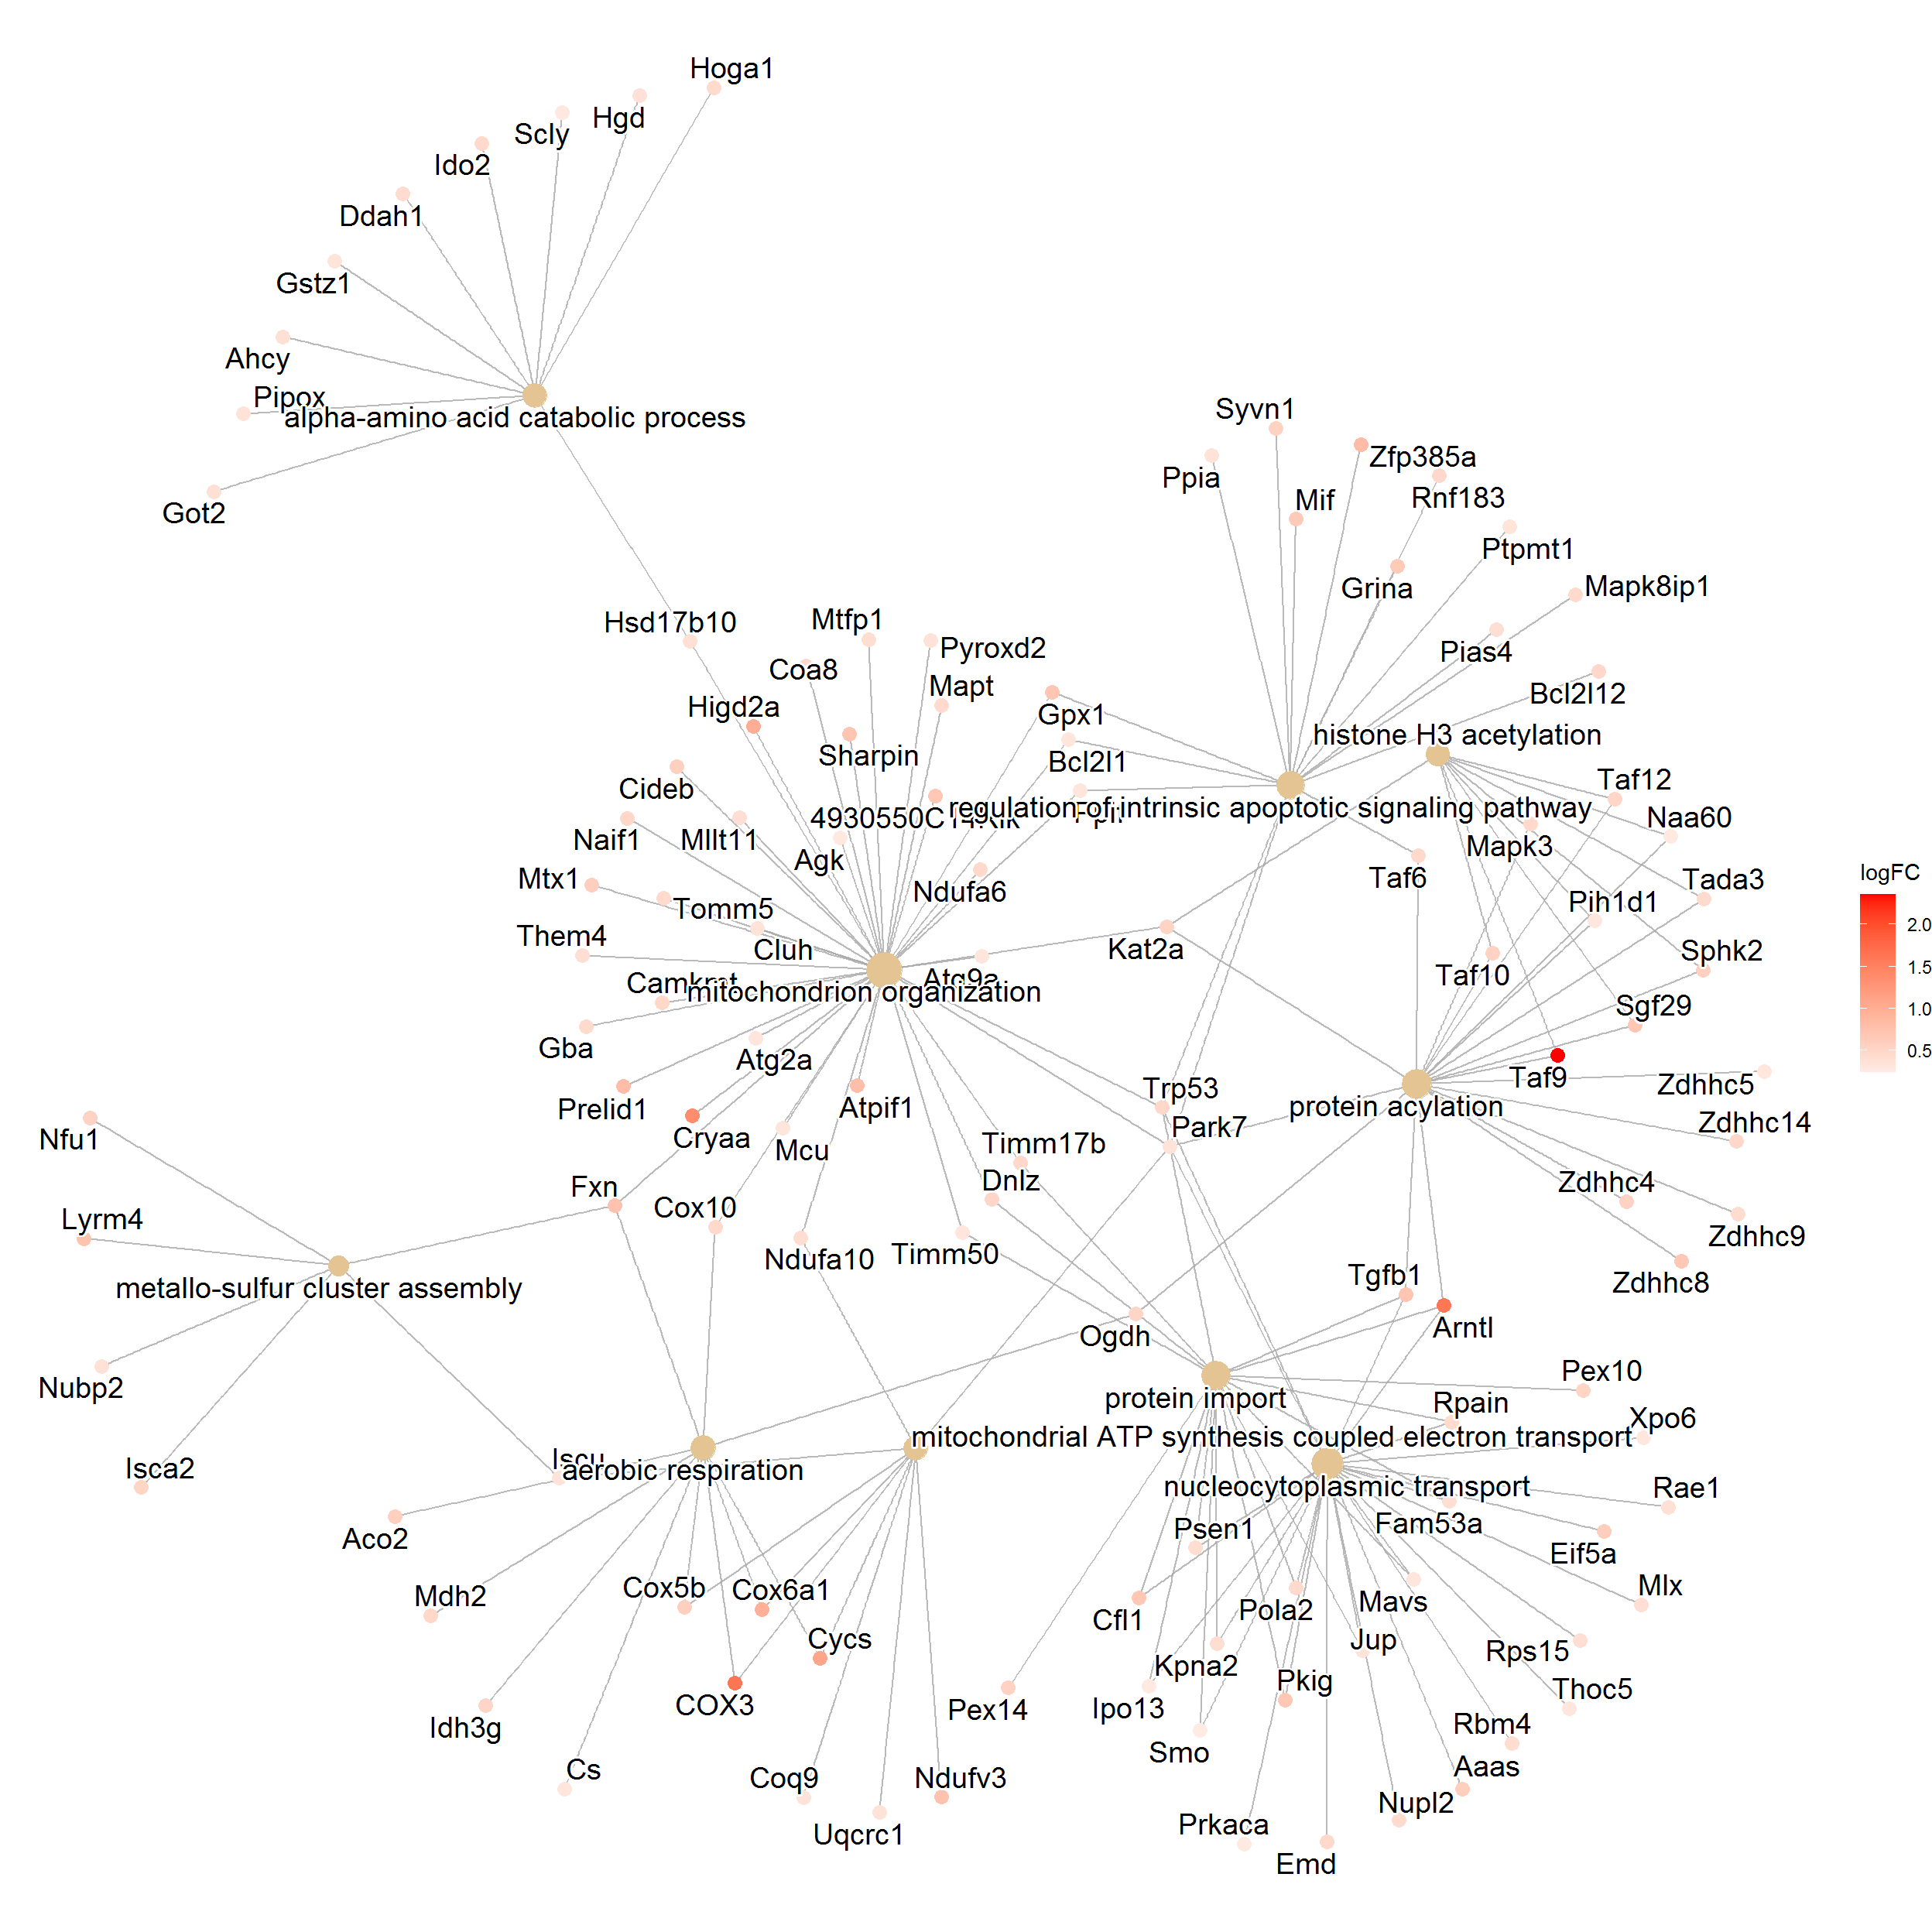 Hoga1
Hgd
Scly
Ido2
Ddah1
Gstz1
Ahcy
Pipox
alpha-amino acid catabolic process
Got2
Syvn1
Zfp385a
Ppia
Mif
Rnf183
Ptpmt1
Grina
Mapk8ip1
Pias4
Bcl2l12
Hsd17b10
Mtfp1
Pyroxd2
Coa8
Mapt
Higd2a
Gpx1
histone H3 acetylation
Sharpin
Bcl2l1
Taf12
Cideb
4930550C
regulation of intrinsic apoptotic signaling pathway
Naa60
Naif1
Mllt11
Agk
Mapk3
Mtx1
Ndufa6
Taf6
Tada3
logFC
2.0
1.5
1.0
0.5
Tomm5
Pih1d1
Them4
Cluh
Kat2a
Sphk2
Atg9a
Taf10
mitochondrion organization
Sgf29
Gba
Atg2a
Taf9
Zdhhc5
Prelid1
Atpif1
Trp53
protein acylation
Nfu1
Cryaa
Mcu
Timm17b
Park7
Zdhhc14
Fxn
Dnlz
Zdhhc4
Lyrm4
Cox10
Zdhhc9
Ndufa10
Timm50
Tgfb1
Zdhhc8
metallo-sulfur cluster assembly
Ogdh
Arntl
Nubp2
Pex10
protein import
Rpain
Xpo6
mitochondrial ATP synthesis coupled electron transport
Isca2
Iscu
aerobic respiration
nucleocytoplasmic transport
Rae1
Aco2
Psen1
Fam53a
Eif5a
Mdh2
Cox5b
Cox6a1
Cfl1
Pola2
Mavs
Mlx
Cycs
Jup
Rps15
Kpna2
Pkig
Thoc5
COX3
Pex14
Ipo13
Idh3g
Rbm4
Smo
Cs
Coq9
Ndufv3
Aaas
Nupl2
Uqcrc1
Prkaca
Emd